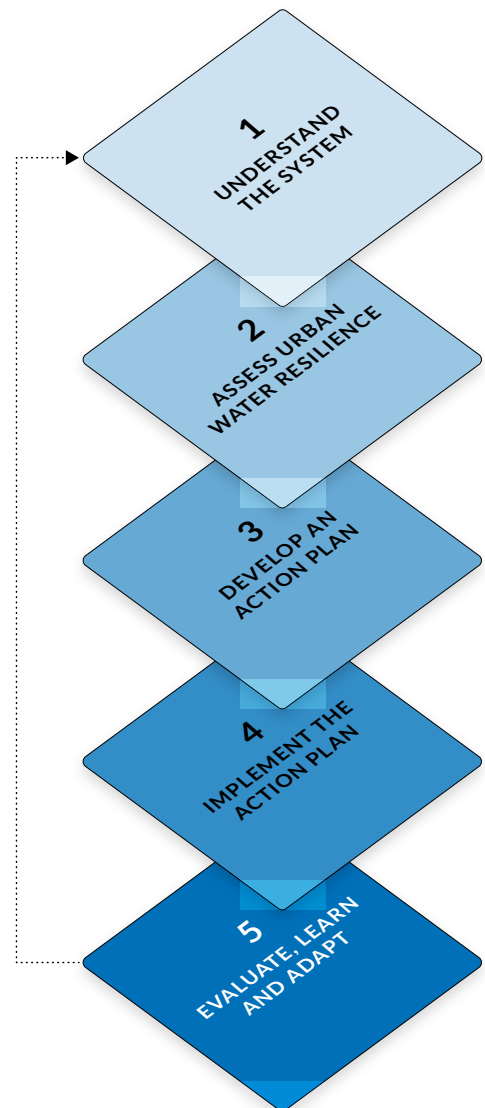 1
UNDERSTAND
THE SYSTEM
2
ASSESS URBAN
WATER RESILIENCE
3
DEVELOP AN
ACTION PLAN
4
IMPLEMENT THE
ACTION PLAN
5
EVALUATE, LEARN
AND ADAPT